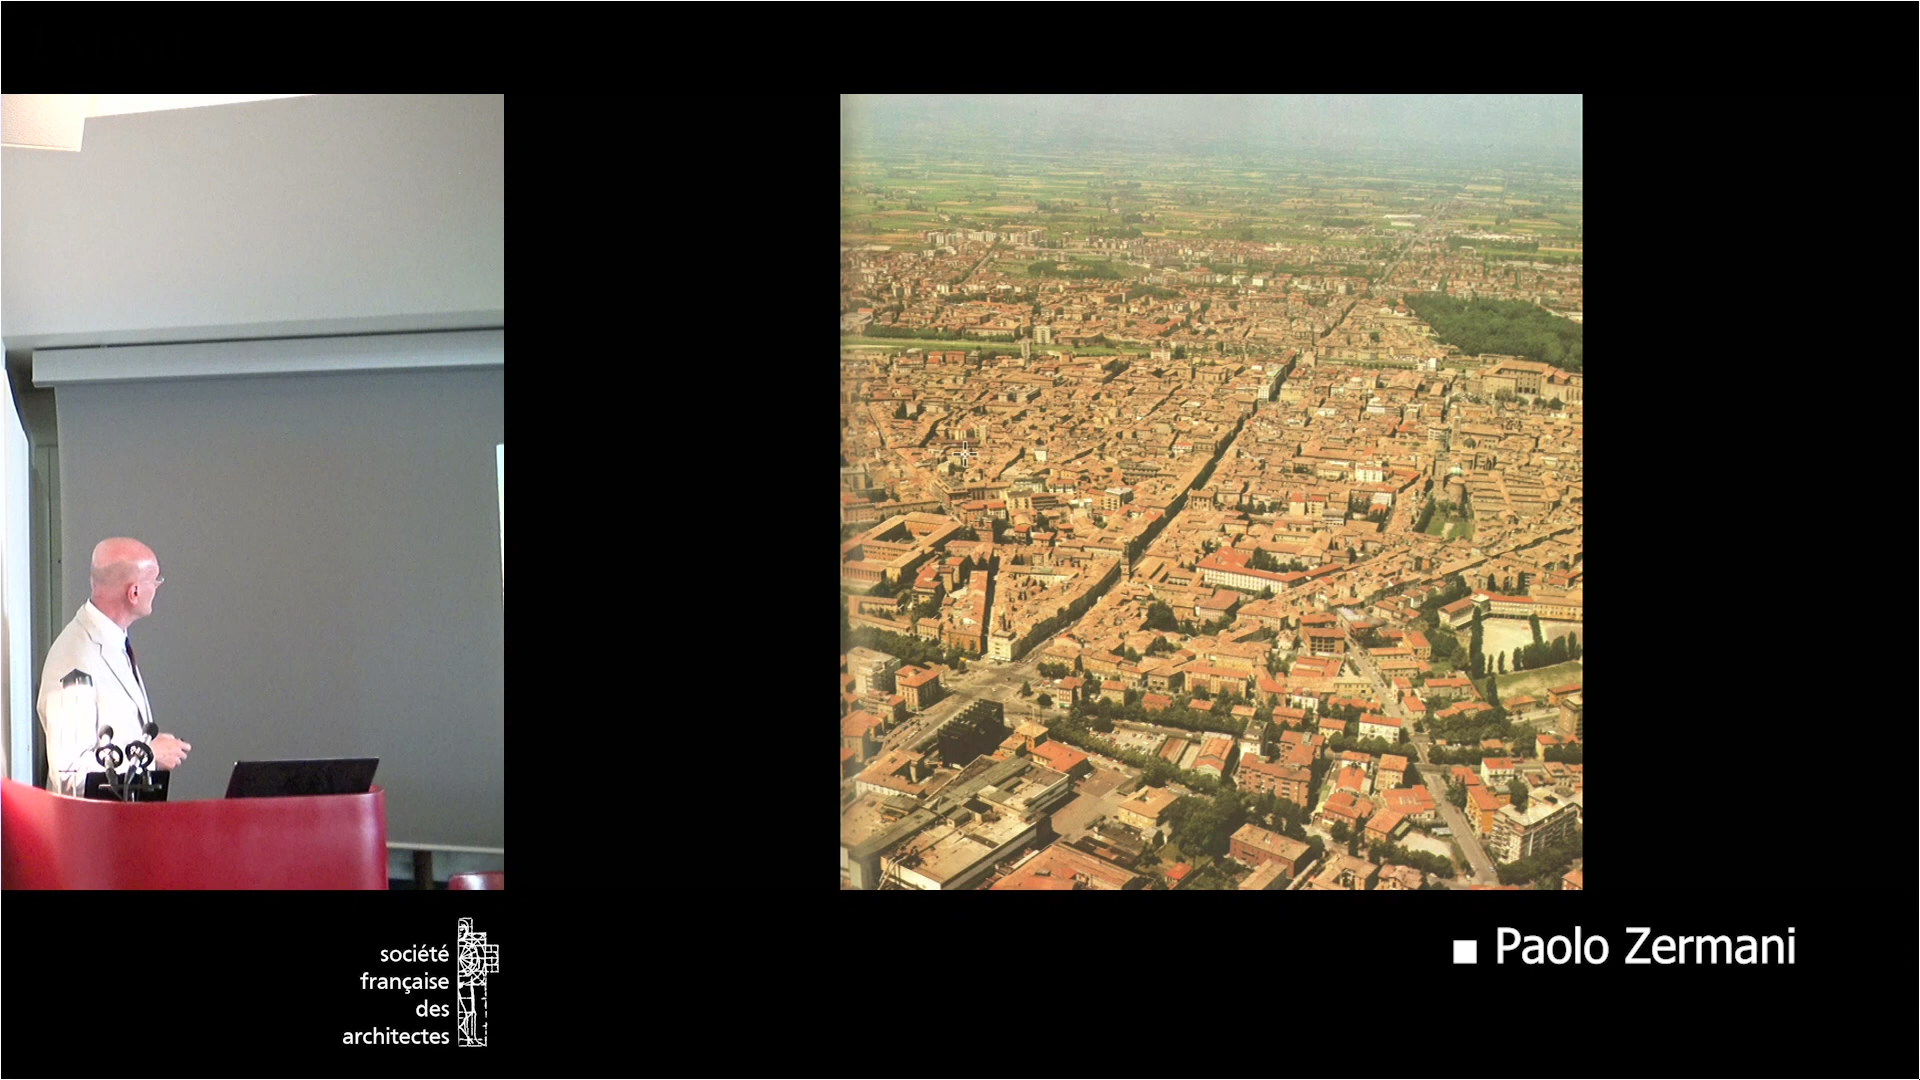 société
française
des
architectes
Paolo Zermani